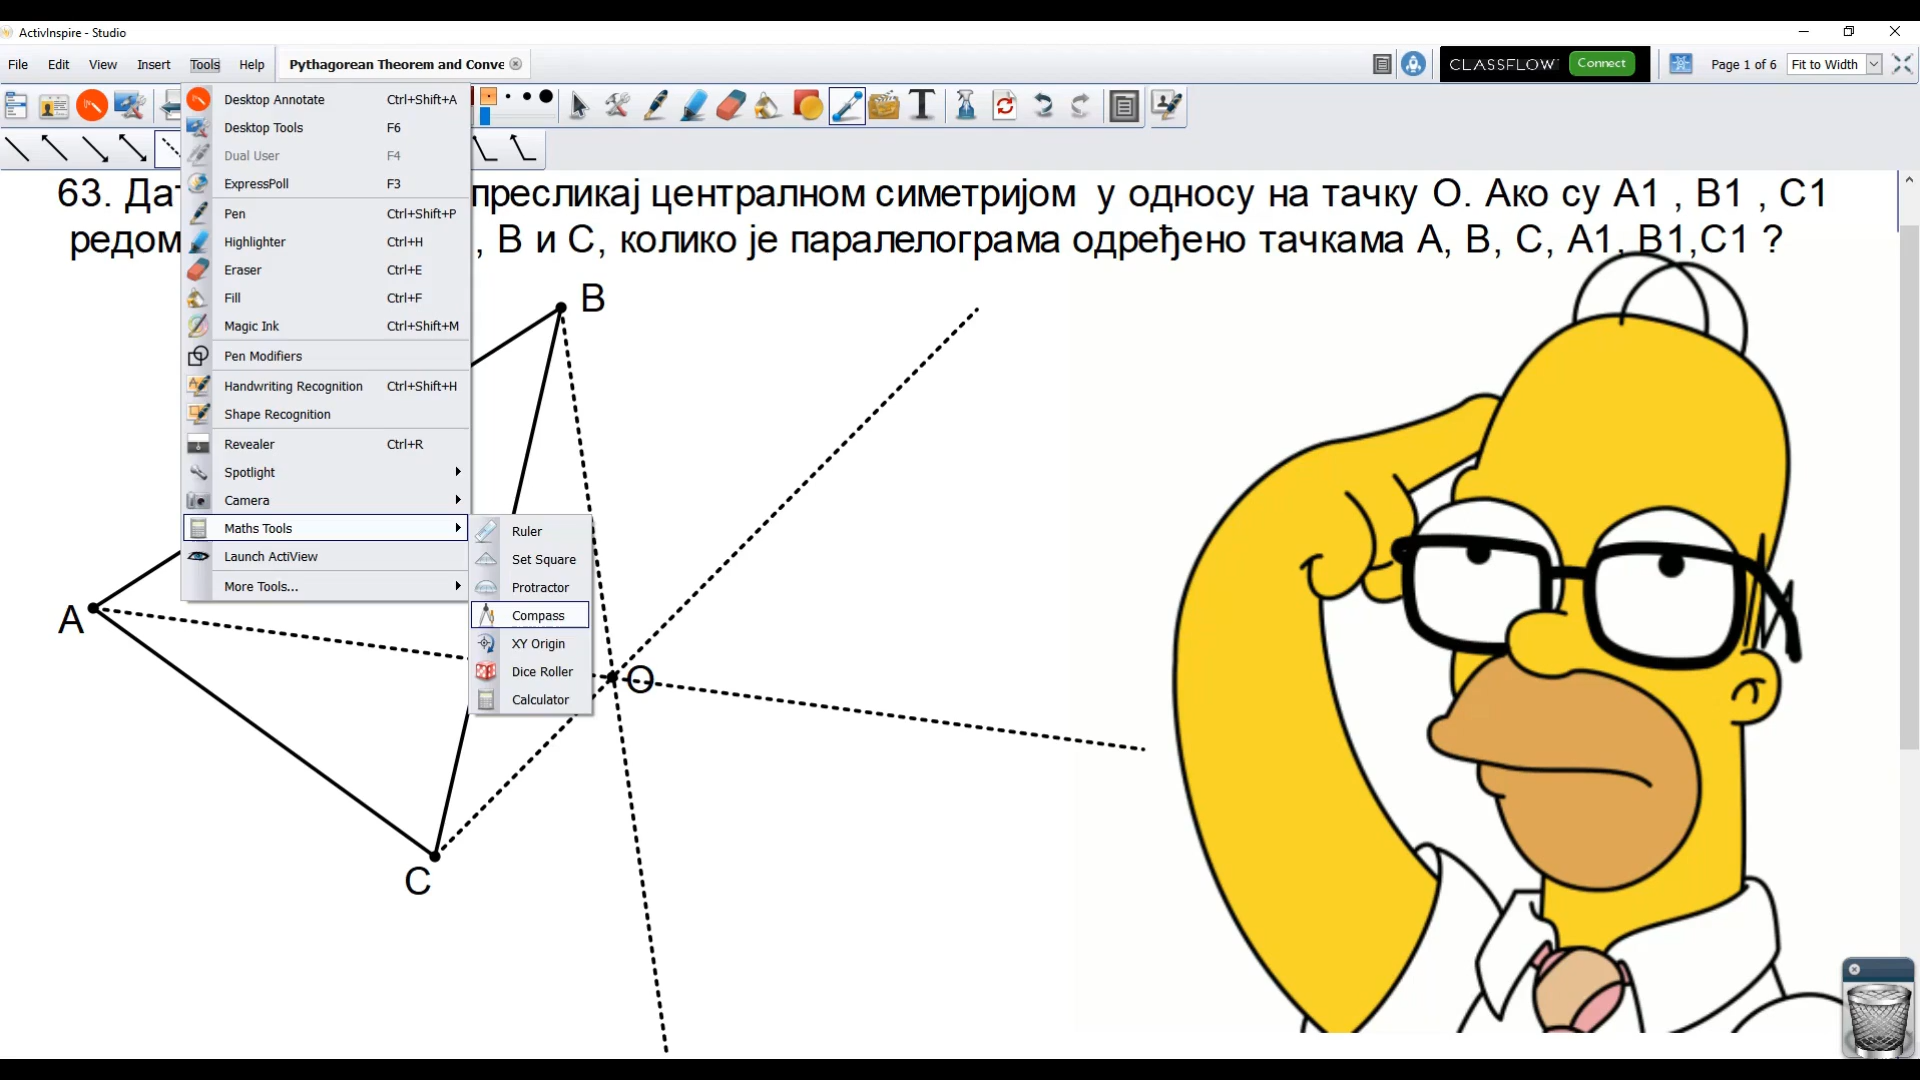 ActivInspire - Studio
File Edit View Insert Tools Help Pythagorean Theorem and Conve CLASSFLOW Connect Page 1 of 6 Fit to Width
Desktop Annotate Ctrl+Shift+A
Desktop Tools F6
Dual User F4
ExpressPoll F3
Pen Ctrl+Shift+P
Highlighter Ctrl+H
Eraser Ctrl+E
Fill Ctrl+F
Magic Ink Ctrl+Shift+M
Pen Modifiers
Handwriting Recognition Ctrl+Shift+H
Shape Recognition
Revealer Ctrl+R
Spotlight
Camera
Maths Tools
Launch ActiView
More Tools...
Ruler
Set Square
Protractor
Compass
XY Origin
Dice Roller
Calculator
63. Дат пресликај централном симетријом у односу на тачку О. Ако су А1 , В1 , С1
редом , В и С, колико је паралелограма одређено тачкама А, В, С, А1, В1,С1 ?
B
A
O
C